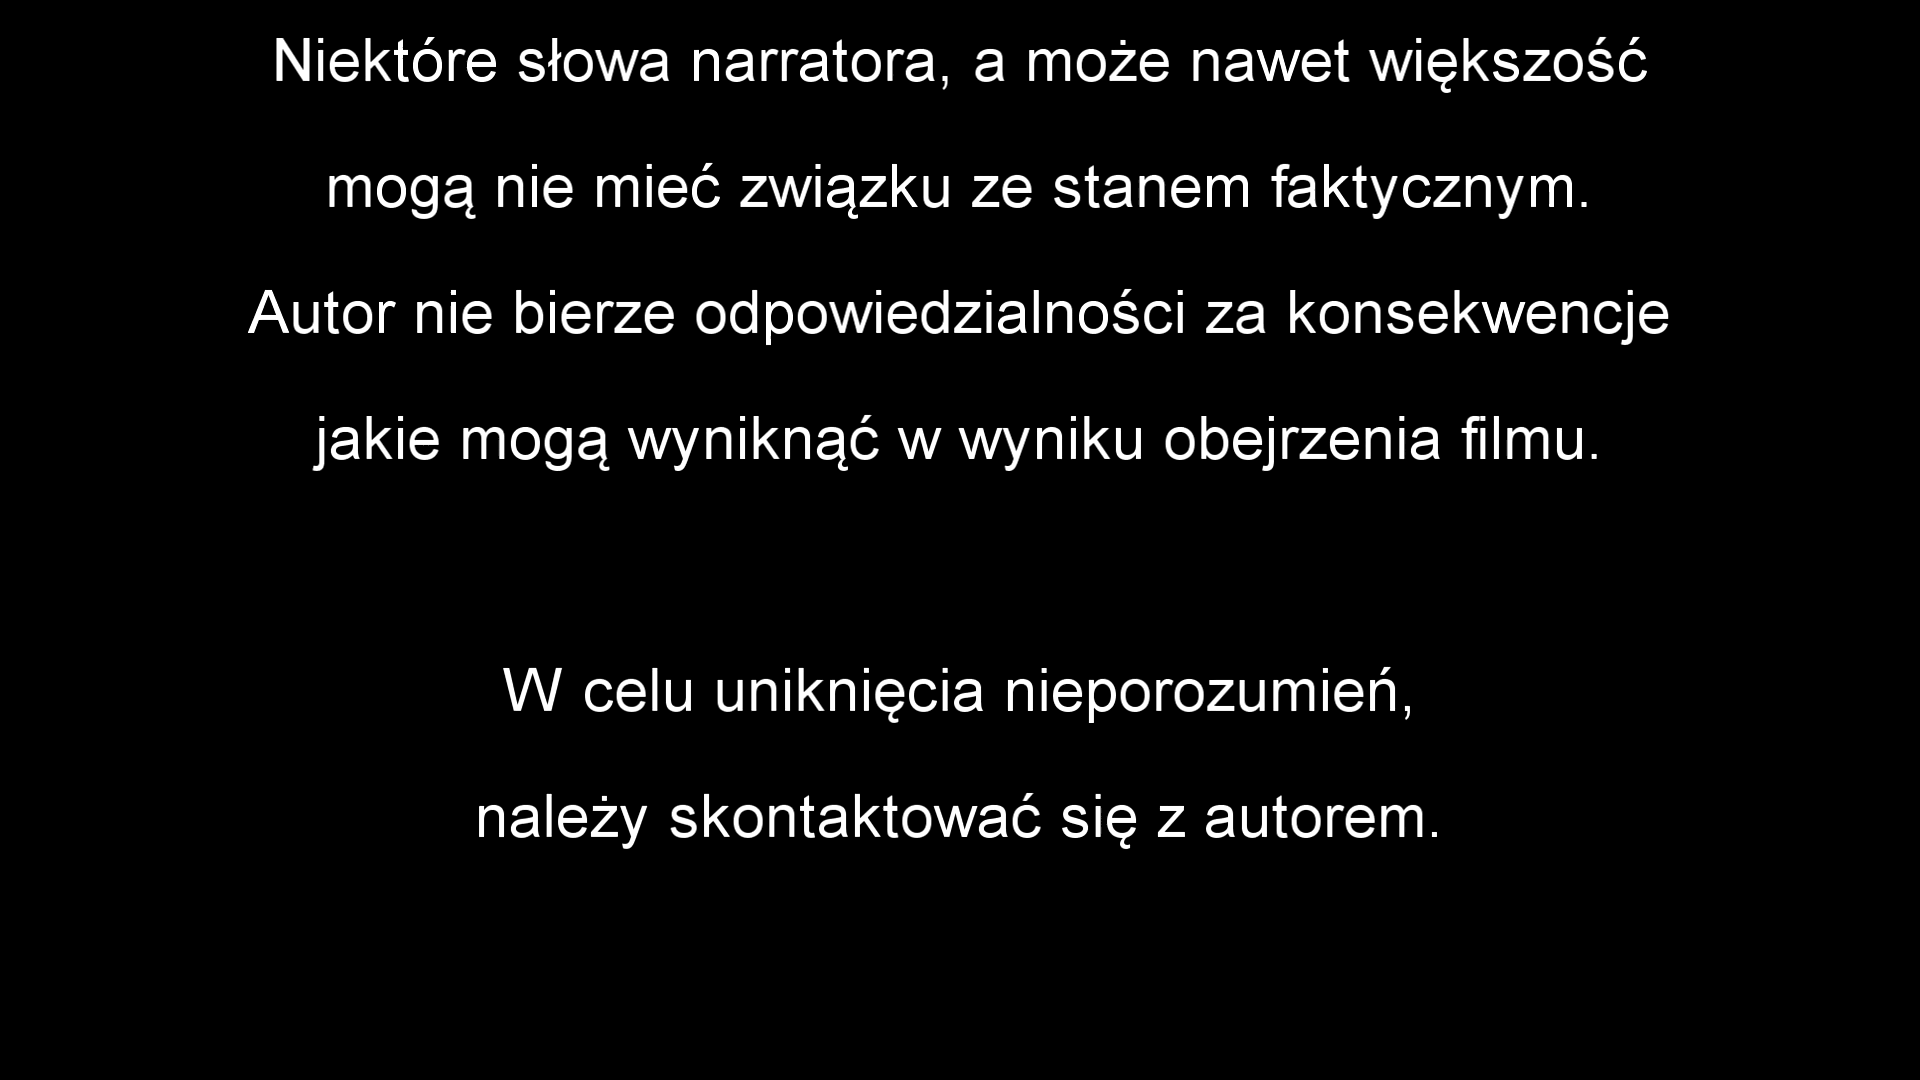 Niektóre słowa narratora, a może nawet większość
mogą nie mieć związku ze stanem faktycznym.
Autor nie bierze odpowiedzialności za konsekwencje
jakie mogą wyniknąć w wyniku obejrzenia filmu.
W celu uniknięcia nieporozumień,
należy skontaktować się z autorem.